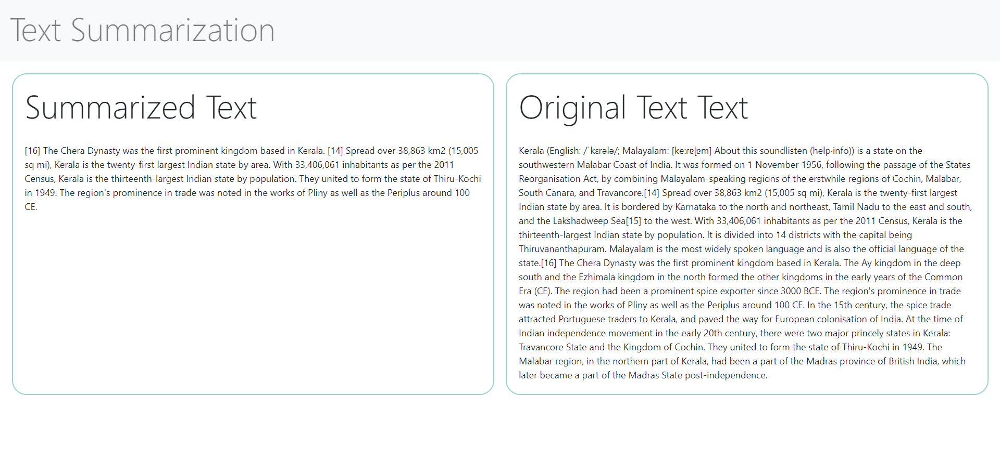 Text Summarization
Summarized Text
[16] The Chera Dynasty was the first prominent kingdom based in Kerala. [14] Spread over 38,863 km2 (15,005
sq mi), Kerala is the twenty-first largest Indian state by area. With 33,406,061 inhabitants as per the 2011
Census, Kerala is the thirteenth-largest Indian state by population. They united to form the state of Thiru-Kochi
in 1949. The region's prominence in trade was noted in the works of Pliny as well as the Periplus around 100
CE.
Original Text Text
Kerala (English: /ˈkɛrələ/; Malayalam: [ke:rɐɭɐm] About this soundlisten (help·info)) is a state on the
southwestern Malabar Coast of India. It was formed on 1 November 1956, following the passage of the States
Reorganisation Act, by combining Malayalam-speaking regions of the erstwhile regions of Cochin, Malabar,
South Canara, and Travancore.[14] Spread over 38,863 km2 (15,005 sq mi), Kerala is the twenty-first largest
Indian state by area. It is bordered by Karnataka to the north and northeast, Tamil Nadu to the east and south,
and the Lakshadweep Sea[15] to the west. With 33,406,061 inhabitants as per the 2011 Census, Kerala is the
thirteenth-largest Indian state by population. It is divided into 14 districts with the capital being
Thiruvananthapuram. Malayalam is the most widely spoken language and is also the official language of the
state.[16] The Chera Dynasty was the first prominent kingdom based in Kerala. The Ay kingdom in the deep
south and the Ezhimala kingdom in the north formed the other kingdoms in the early years of the Common
Era (CE). The region had been a prominent spice exporter since 3000 BCE. The region's prominence in trade
was noted in the works of Pliny as well as the Periplus around 100 CE. In the 15th century, the spice trade
attracted Portuguese traders to Kerala, and paved the way for European colonisation of India. At the time of
Indian independence movement in the early 20th century, there were two major princely states in Kerala:
Travancore State and the Kingdom of Cochin. They united to form the state of Thiru-Kochi in 1949. The
Malabar region, in the northern part of Kerala, had been a part of the Madras province of British India, which
later became a part of the Madras State post-independence.